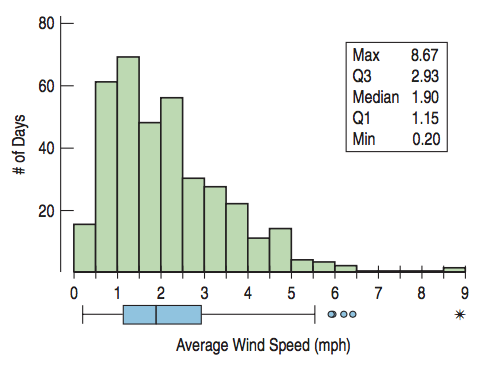 80
60
40
20
# of Days
Max 8.67
Q3 2.93
Median 1.90
Q1 1.15
Min 0.20
0 1 2 3 4 5 6 7 8 9
Average Wind Speed (mph)